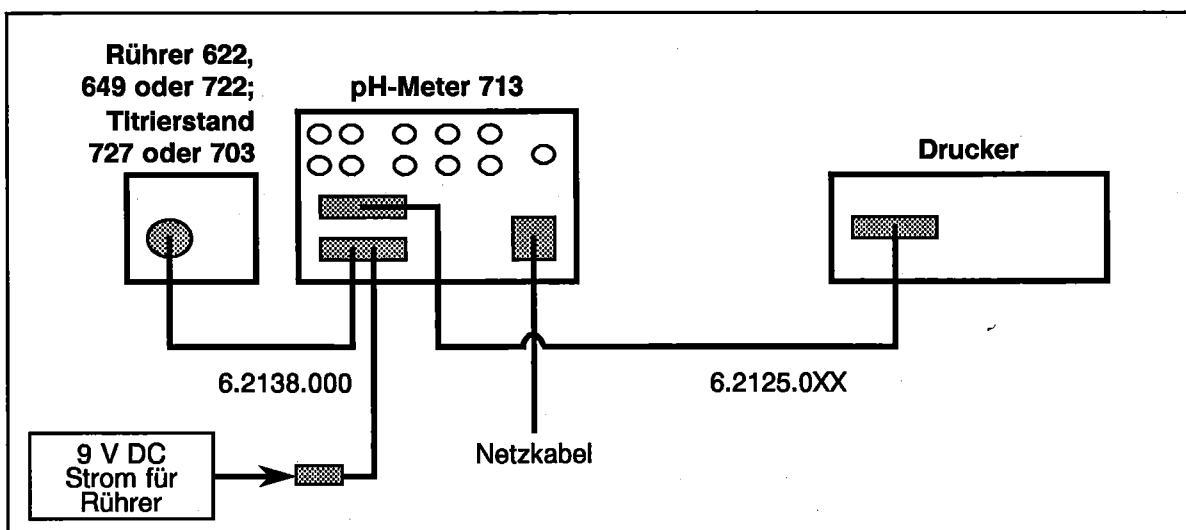 Rührer 622,
649 oder 722;
Titrierstand
727 oder 703
pH-Meter 713
Drucker
6.2138.000
6.2125.0XX
Netzkabel
9 V DC
Strom für
Rührer